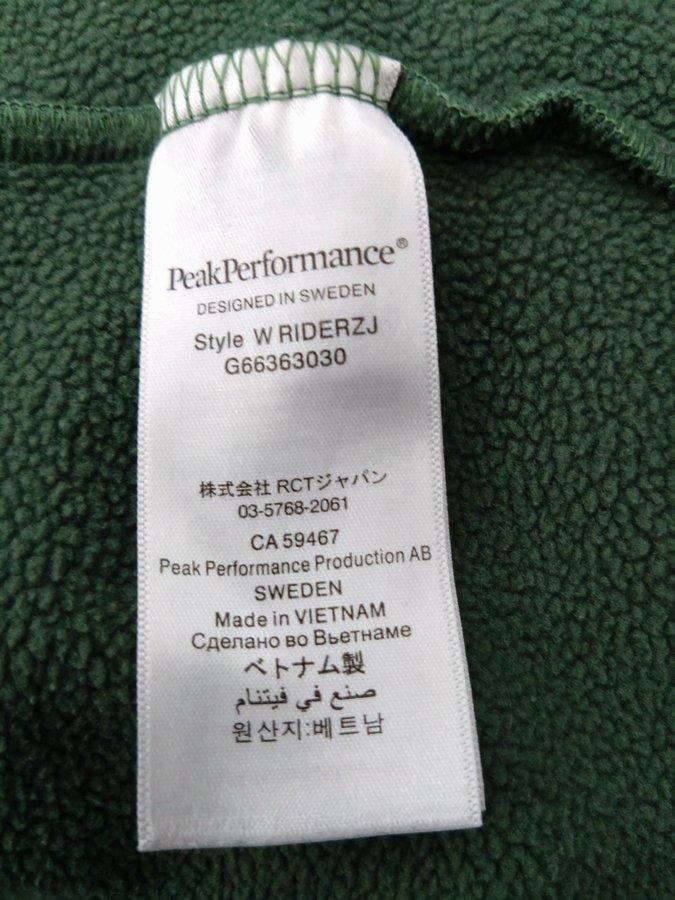 PeakPerformance®
DESIGNED IN SWEDEN
Style W RIDERZJ
G66363030
株式会社 RCTジャパン
03-5768-2061
CA 59467
Peak Performance Production AB
SWEDEN
Made in VIETNAM
Сделано во Вьетнаме
ベトナム製
صنع في فيتنام
원산지:베트남